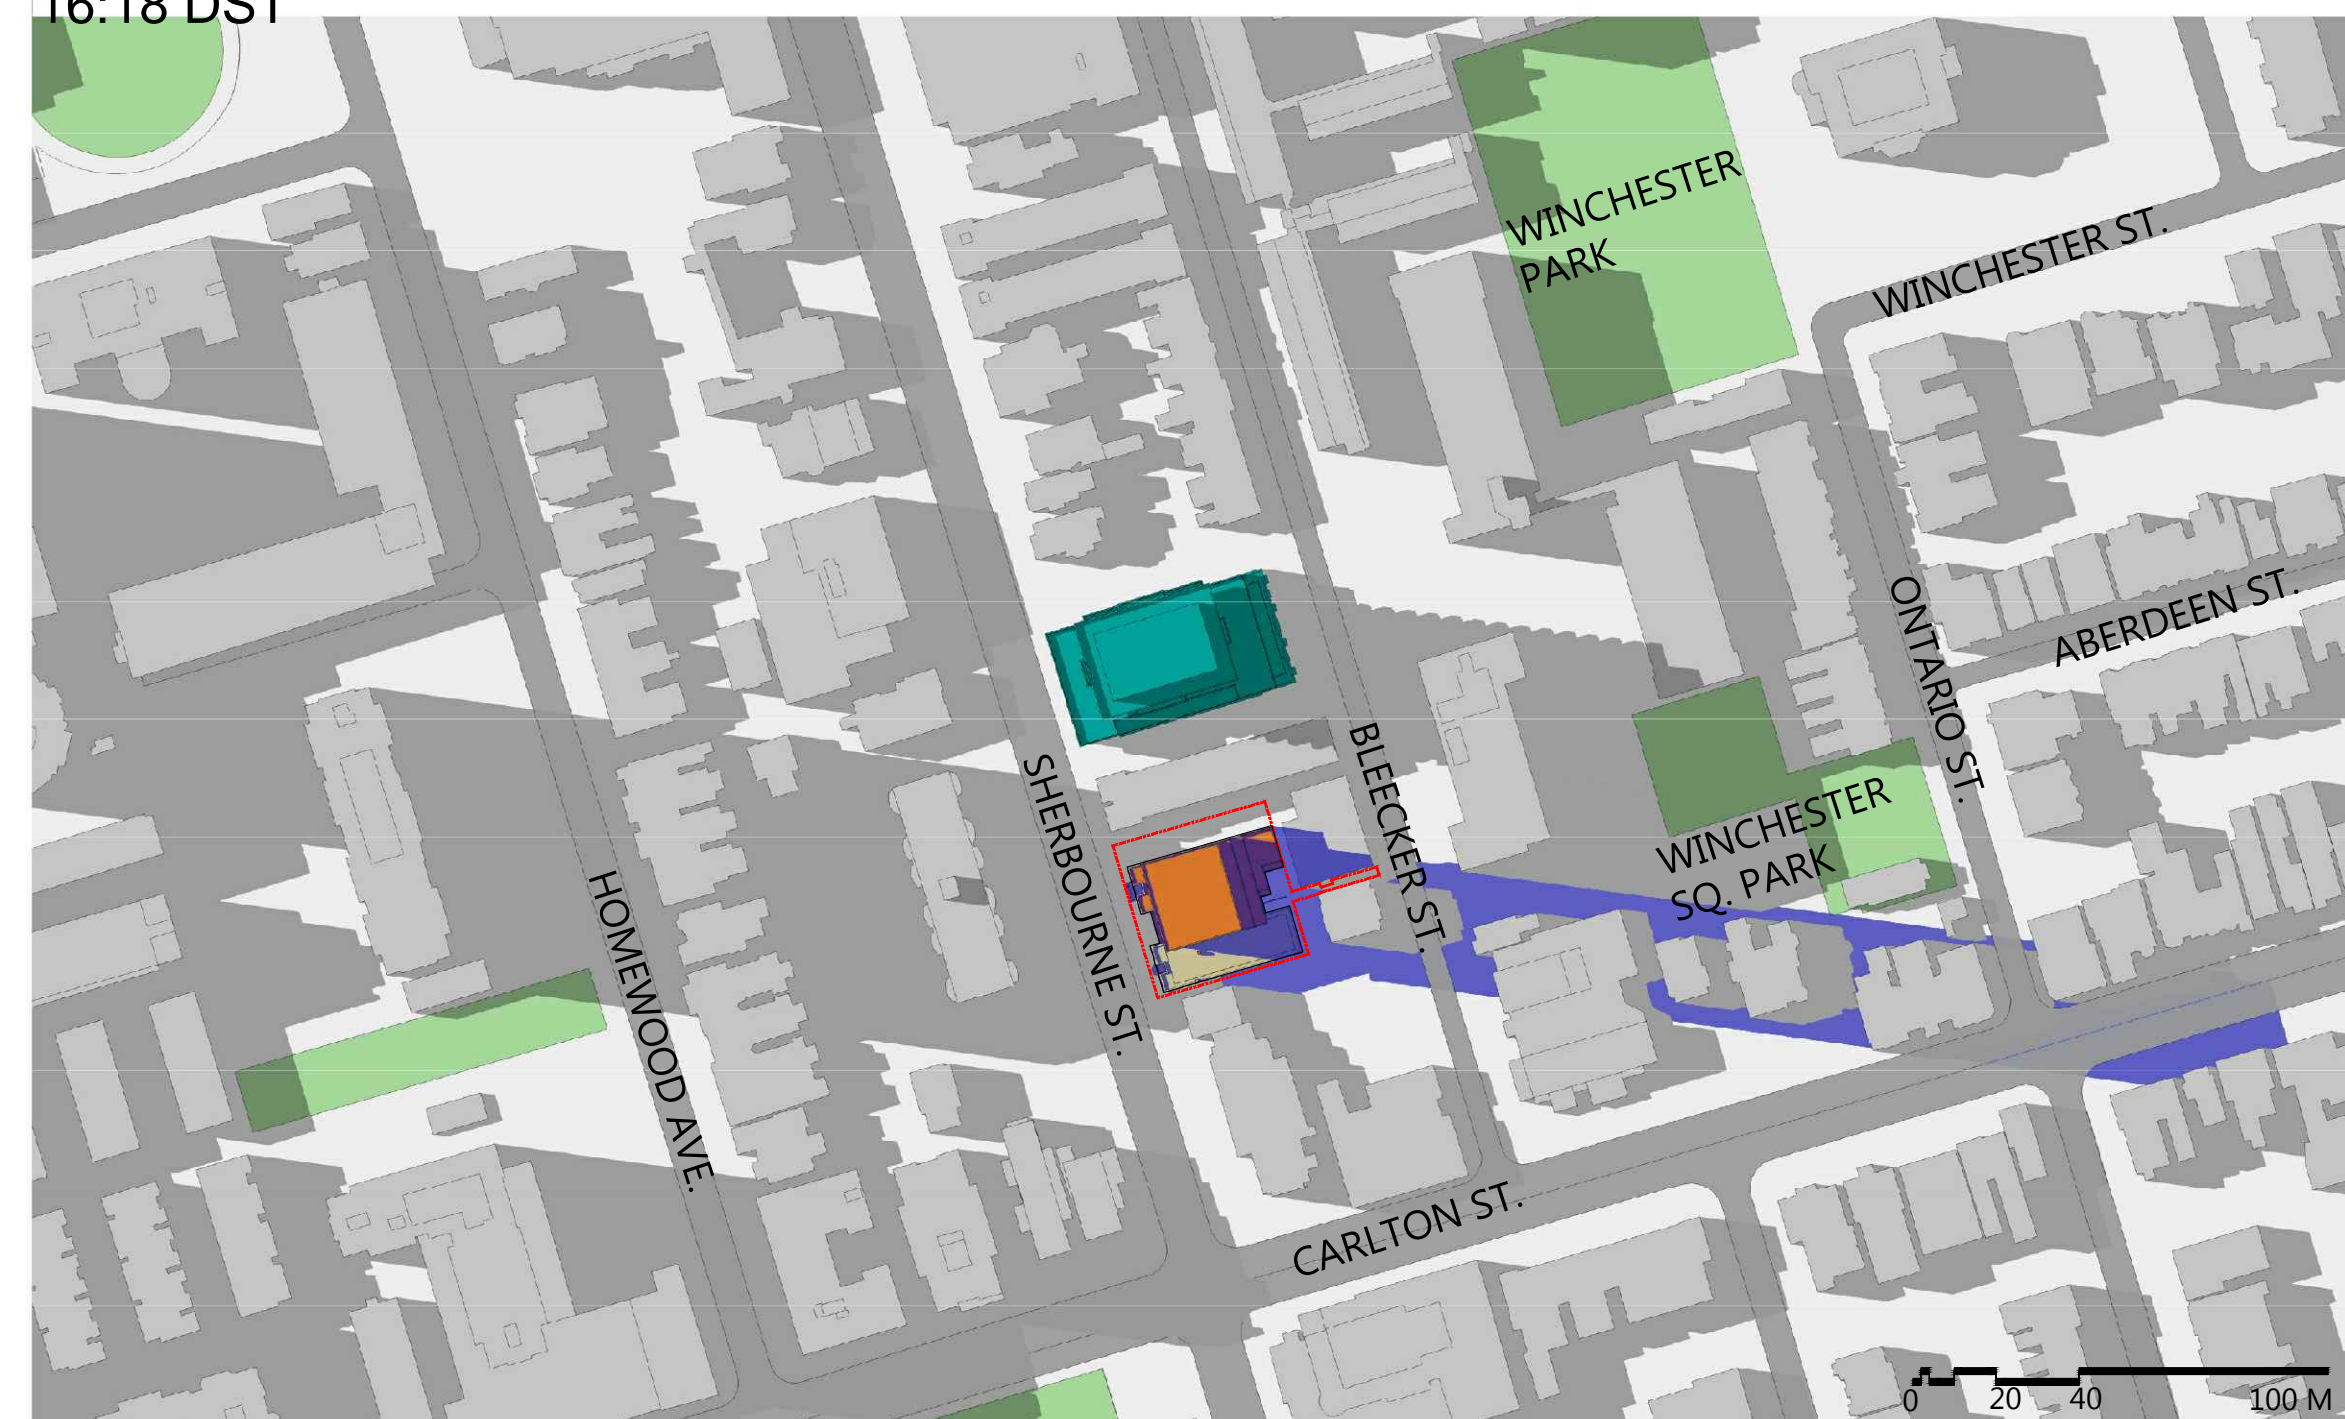 16:18 DST
WINCHESTER
PARK
WINCHESTER ST.
ONTARIO ST.
ABERDEEN ST.
SHERBOURNE ST.
BLEECKER ST.
WINCHESTER
SQ. PARK
HOMEWOOD AVE.
CARLTON ST.
0 20 40 100 M